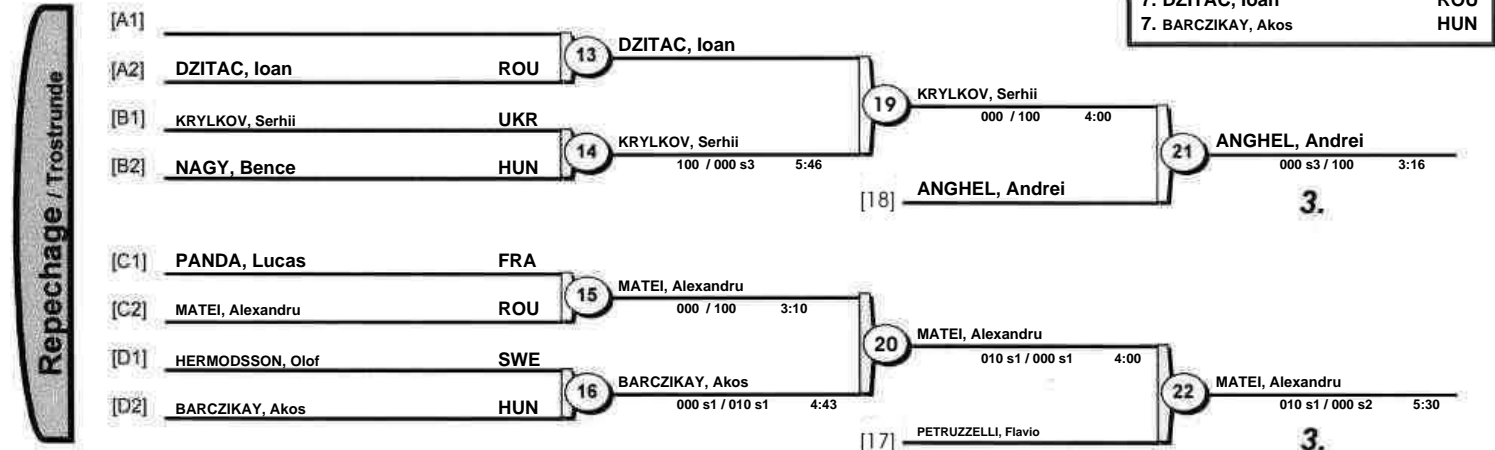 7. DZITAC, Ioan ROU
7. BARCZIKAY, Akos HUN
Repechage / Trostrunde
[A1]
[A2] DZITAC, Ioan ROU
13 DZITAC, Ioan
[B1] KRYLKOV, Serhii UKR
[B2] NAGY, Bence HUN
14 KRYLKOV, Serhii
100 / 000 s3 5:46
19 KRYLKOV, Serhii
000 / 100 4:00
[18] ANGHEL, Andrei
21 ANGHEL, Andrei
000 s3 / 100 3:16
3.
[C1] PANDA, Lucas FRA
[C2] MATEI, Alexandru ROU
15 MATEI, Alexandru
000 / 100 3:10
[D1] HERMODSSON, Olof SWE
[D2] BARCZIKAY, Akos HUN
16 BARCZIKAY, Akos
000 s1 / 010 s1 4:43
20 MATEI, Alexandru
010 s1 / 000 s1 4:00
[17] PETRUZZELLI, Flavio
22 MATEI, Alexandru
010 s1 / 000 s2 5:30
3.